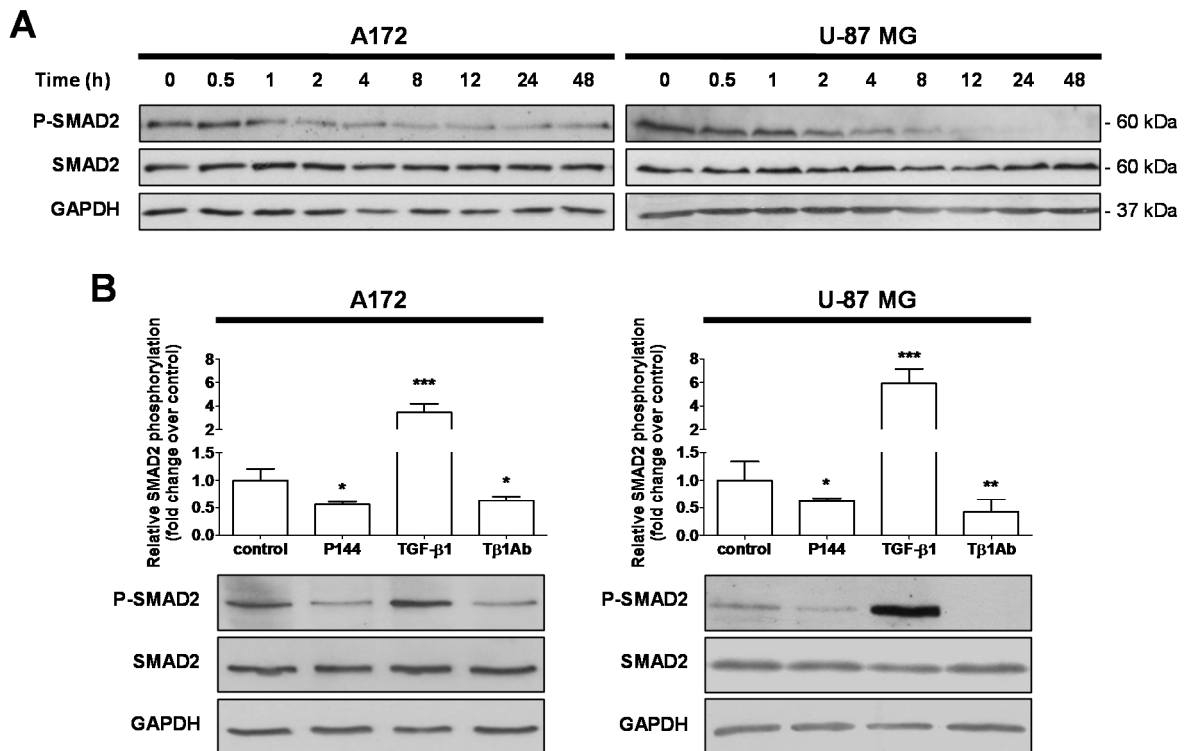 A
A172
U-87 MG
Time (h) 0 0.5 1 2 4 8 12 24 48
0 0.5 1 2 4 8 12 24 48
P-SMAD2
- 60 kDa
SMAD2
- 60 kDa
GAPDH
- 37 kDa
B
A172
Relative SMAD2 phosphorylation
(fold change over control)
8
6
4
2
1.5
1.0
0.5
0.0
*
***
*
control P144 TGF-β1 Tβ1Ab
P-SMAD2
SMAD2
GAPDH
U-87 MG
Relative SMAD2 phosphorylation
(fold change over control)
8
6
4
2
1.5
1.0
0.5
0.0
*
***
**
control P144 TGF-β1 Tβ1Ab
P-SMAD2
SMAD2
GAPDH